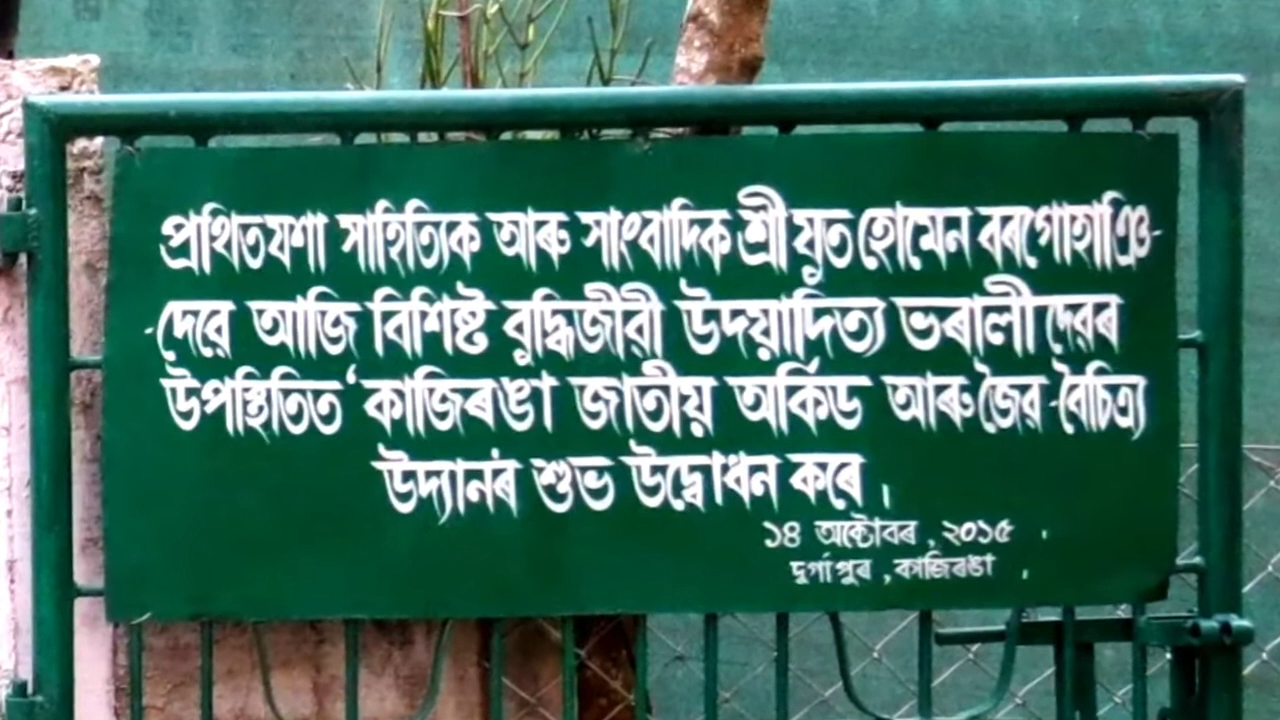 প্ৰথিতযশা সাহিত্যিক আৰু সাংবাদিক শ্ৰীযুত হোমেন বৰগোহাঞি-
-দেৱে আজি বিশিষ্ট বুদ্ধিজীৱী উদয়াদিত্য ভৰালী দেৱৰ
উপস্থিতিত 'কাজিৰঙা জাতীয় অৰ্কিড আৰু জৈৱ-বৈচিত্ৰ্য
উদ্যান'ৰ শুভ উদ্বোধন কৰে।
১৪ অক্টোবৰ, ২০১৫
দুৰ্গাপুৰ, কাজিৰঙা